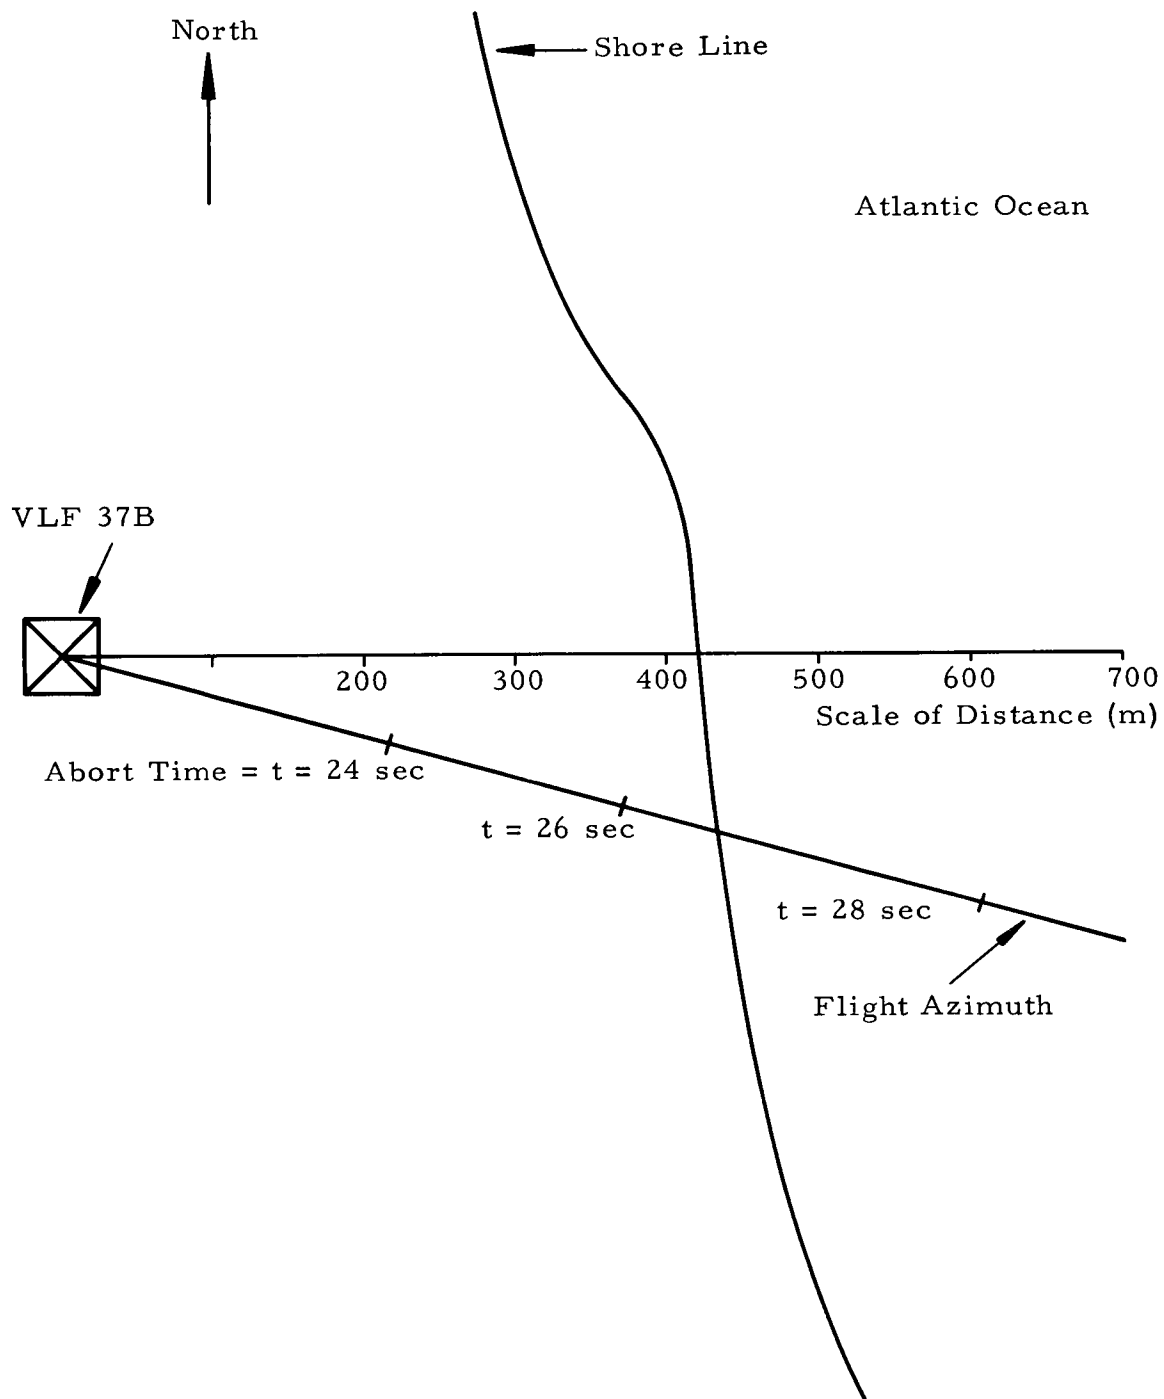 North
Shore Line
Atlantic Ocean
VLF 37B
200 300 400 500 600 700
Scale of Distance (m)
Abort Time = t = 24 sec
t = 26 sec
t = 28 sec
Flight Azimuth